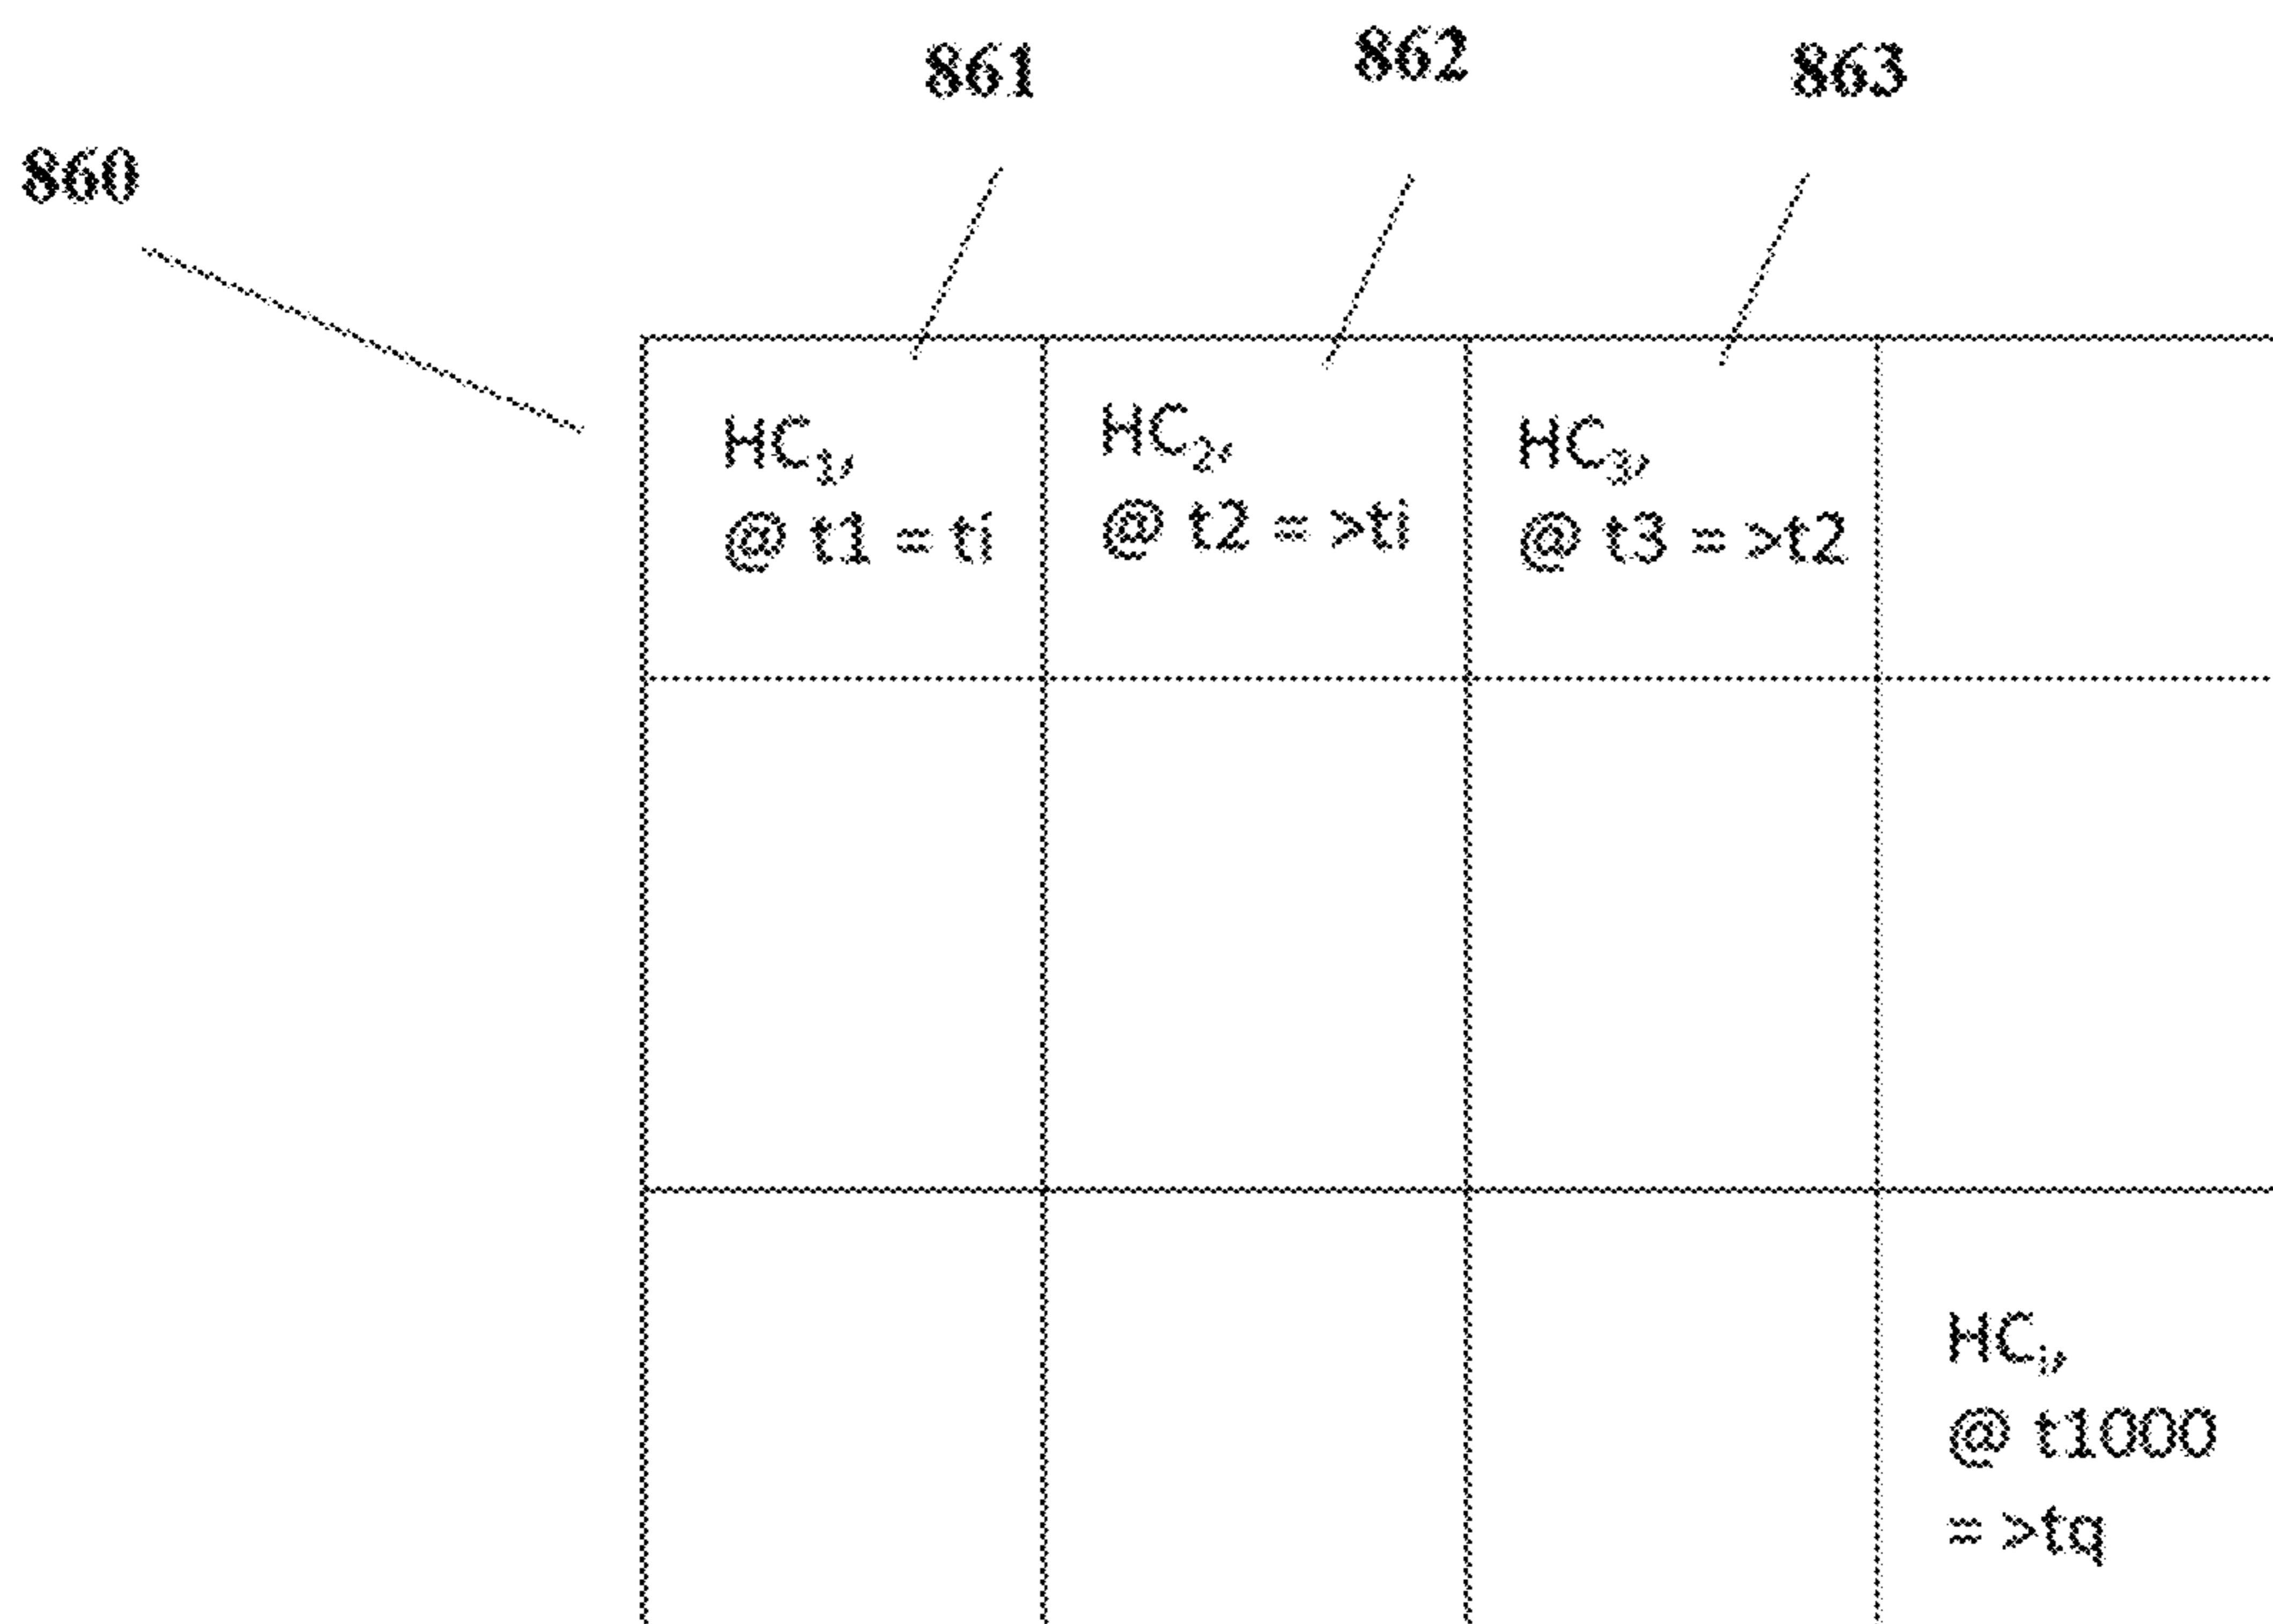 861
862
863
860
HC₁,
@ t1 = ti
HC₂,
@ t2 = >ti
HC₃,
@ t3 = >t2
HCᵢ,
@ t1000
= >tq